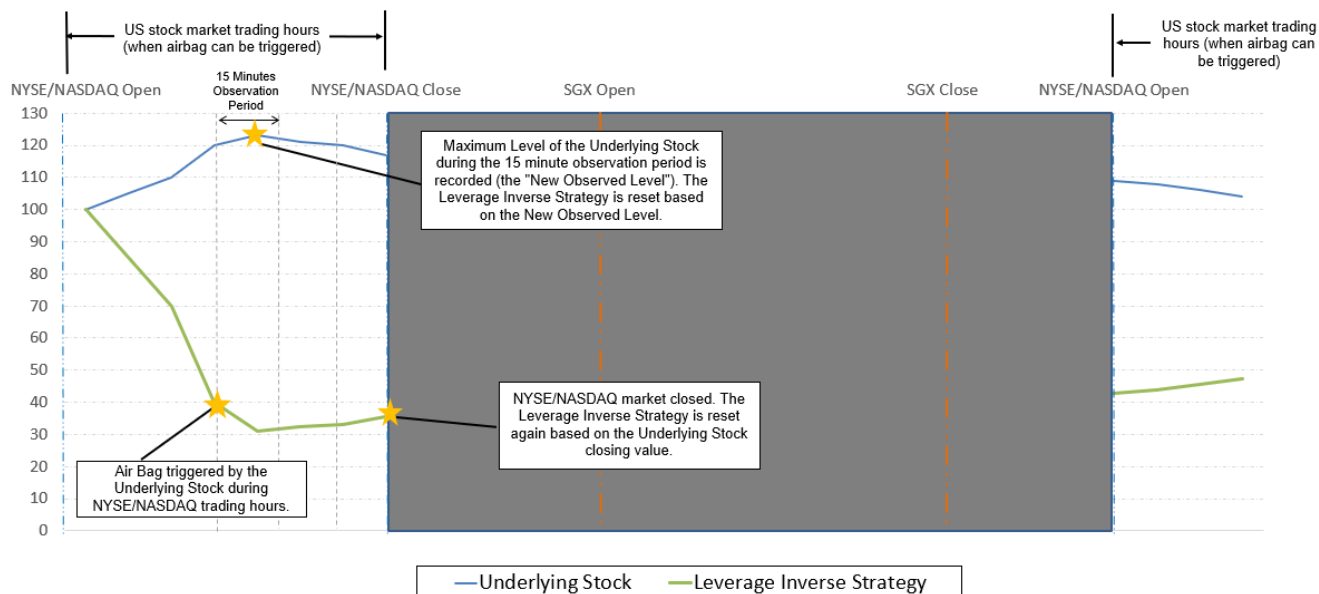 US stock market trading hours
(when airbag can be triggered)
US stock market trading
hours (when airbag can
be triggered)
15 Minutes
Observation
Period
NYSE/NASDAQ Open
NYSE/NASDAQ Close
SGX Open
SGX Close
NYSE/NASDAQ Open
130
120
110
100
90
80
70
60
50
40
30
20
10
0
Maximum Level of the Underlying Stock
during the 15 minute observation period is
recorded (the "New Observed Level"). The
Leverage Inverse Strategy is reset based
on the New Observed Level.
NYSE/NASDAQ market closed. The
Leverage Inverse Strategy is reset
again based on the Underlying Stock
closing value.
Air Bag triggered by the
Underlying Stock during
NYSE/NASDAQ trading hours.
Underlying Stock
Leverage Inverse Strategy